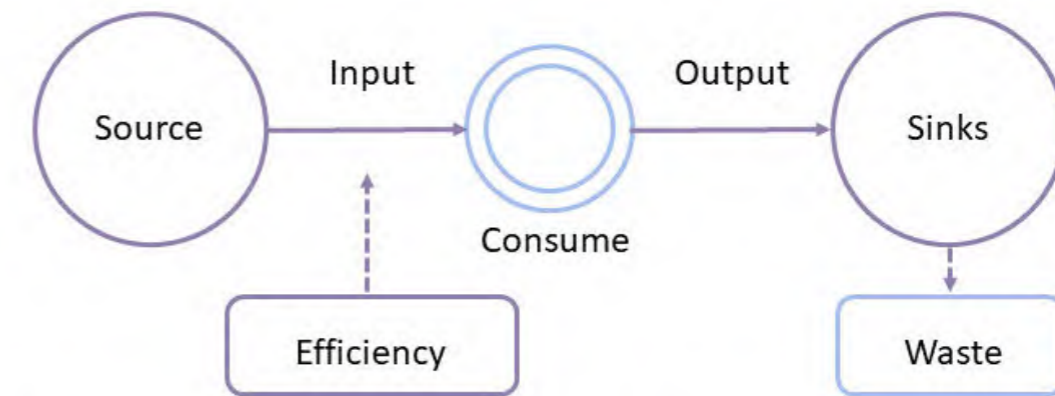 Input
Output
Source
Sinks
Consume
Efficiency
Waste